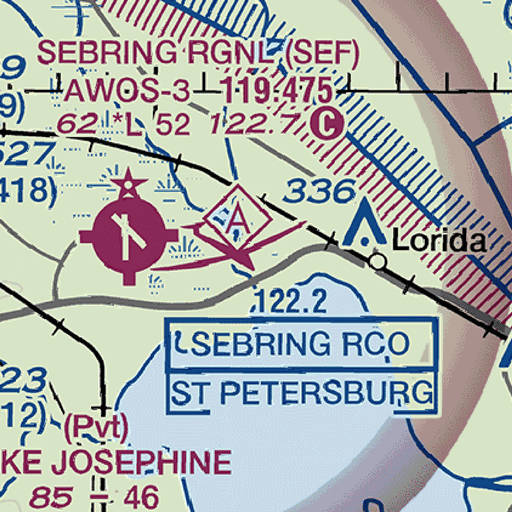 SEBRING RGNL (SEF)
AWOS-3 119.475
62 *L 52 122.7 C
9
9)
527
418)
336
A
Lorida
122.2
SEBRING RCO
ST PETERSBURG
23
12)
(Pvt)
KE JOSEPHINE
85 – 46